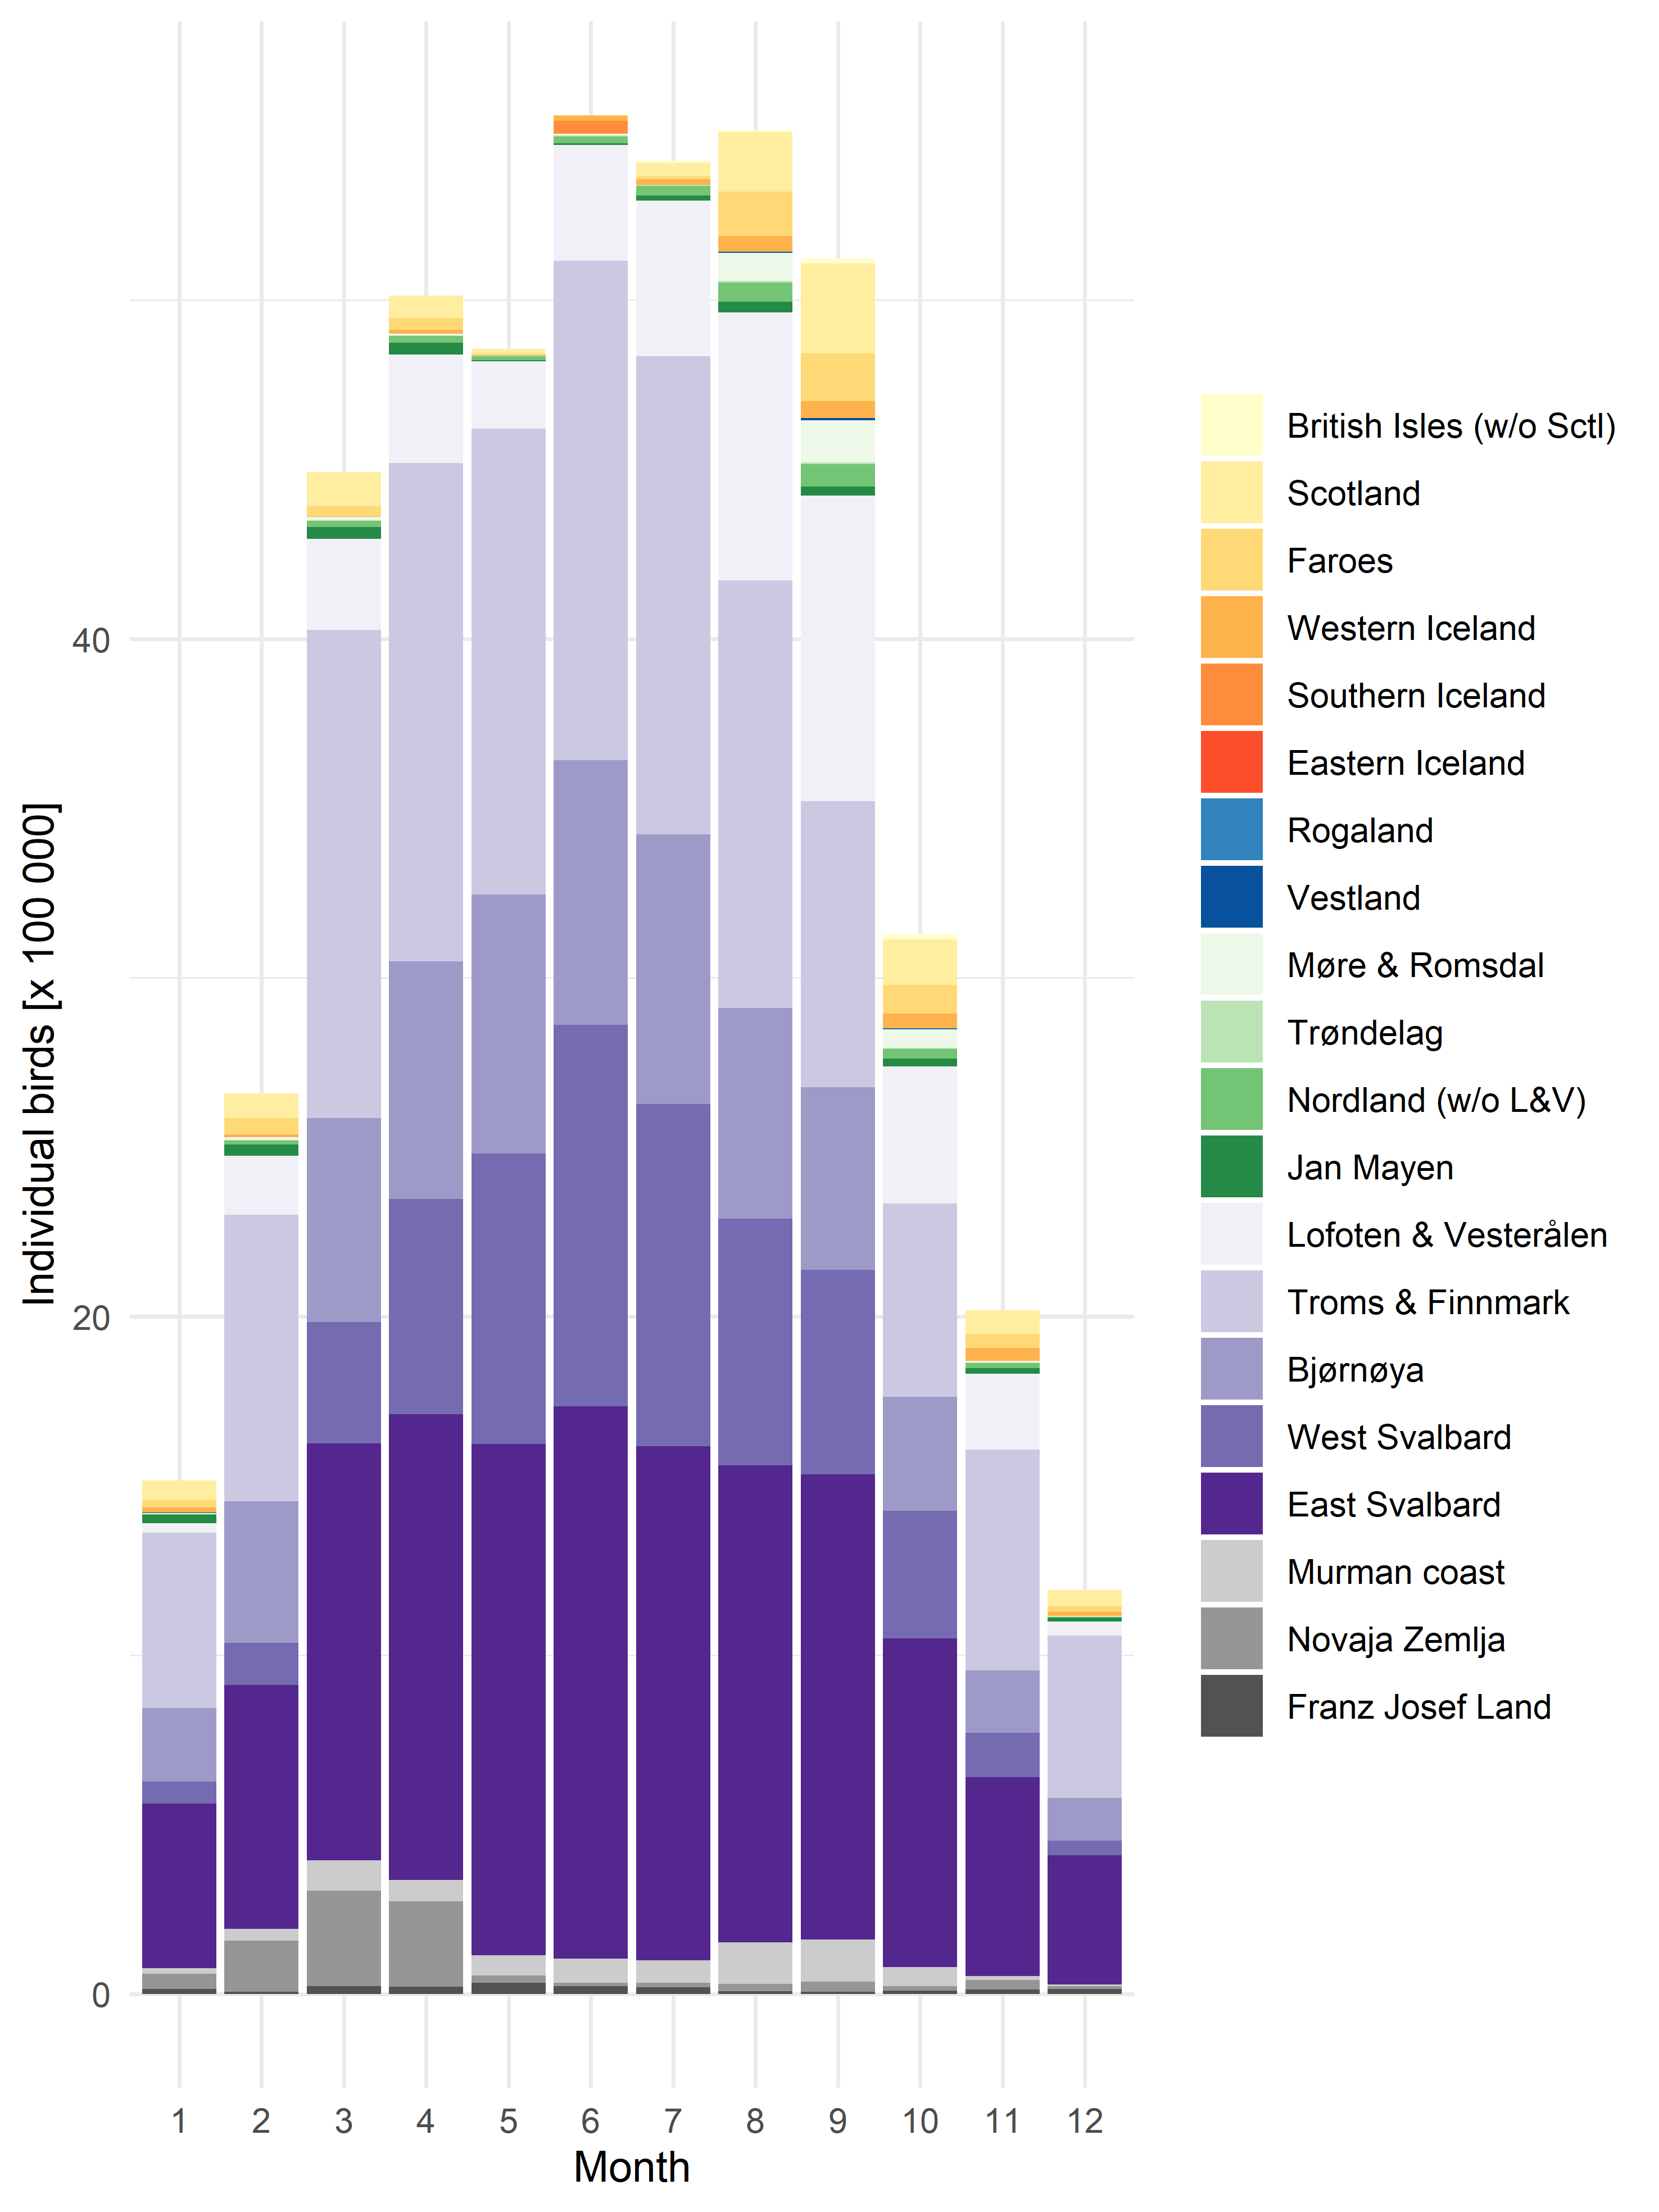 Individual birds [x 100 000]
40
20
0
1 2 3 4 5 6 7 8 9 10 11 12
Month
British Isles (w/o Sctl)
Scotland
Faroes
Western Iceland
Southern Iceland
Eastern Iceland
Rogaland
Vestland
Møre & Romsdal
Trøndelag
Nordland (w/o L&V)
Jan Mayen
Lofoten & Vesterålen
Troms & Finnmark
Bjørnøya
West Svalbard
East Svalbard
Murman coast
Novaja Zemlja
Franz Josef Land